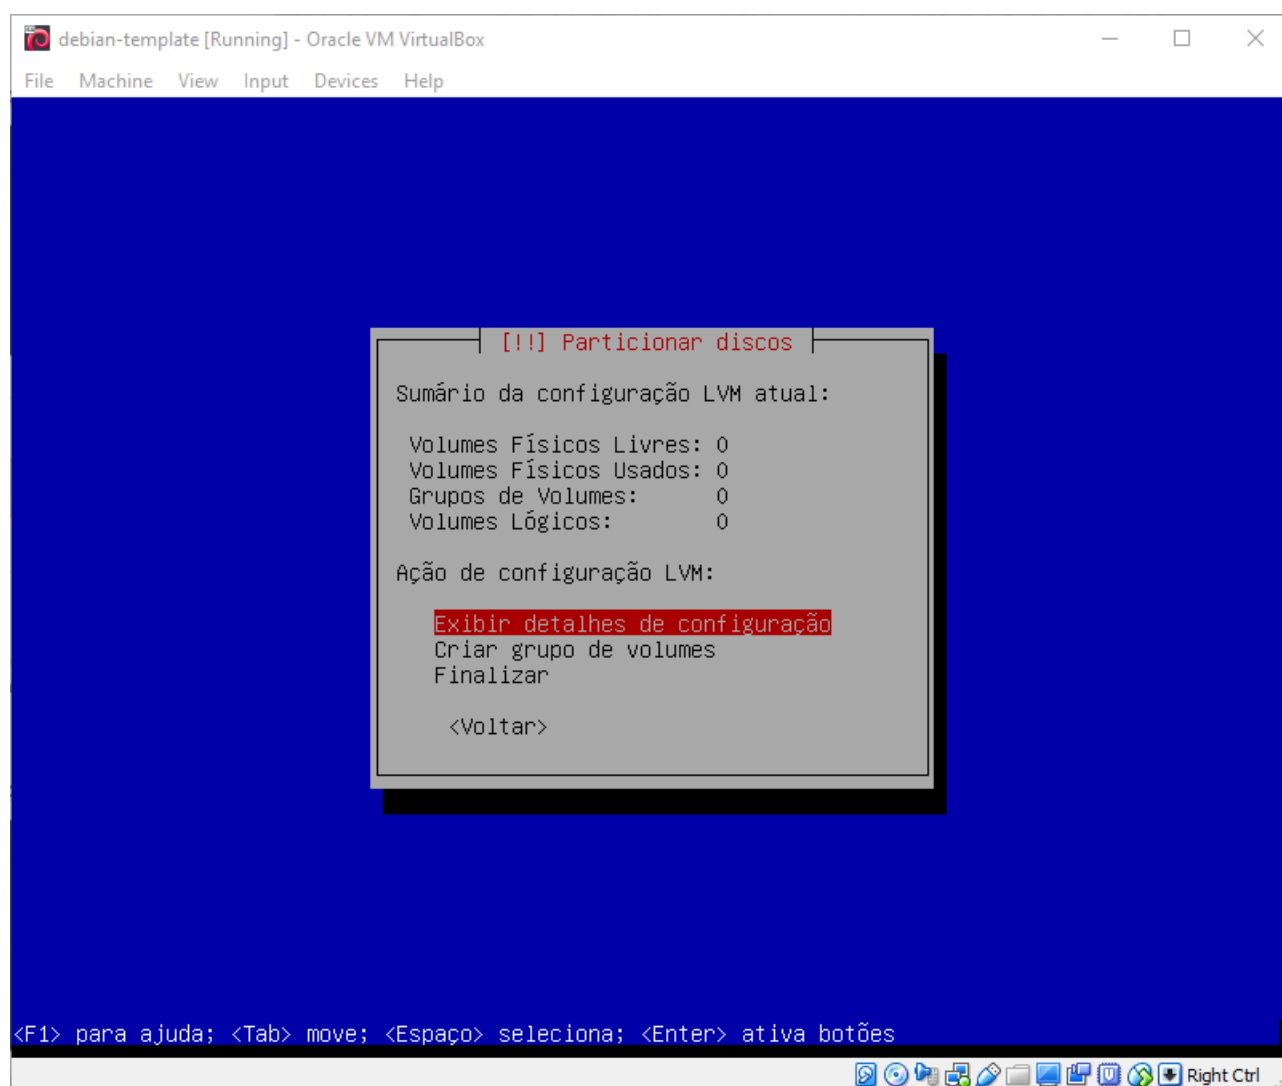 debian-template [Running] - Oracle VM VirtualBox
File Machine View Input Devices Help
[!!] Particionar discos
Sumário da configuração LVM atual:
Volumes Físicos Livres: 0
Volumes Físicos Usados: 0
Grupos de Volumes: 0
Volumes Lógicos: 0
Ação de configuração LVM:
Exibir detalhes de configuração
Criar grupo de volumes
Finalizar
<Voltar>
<F1> para ajuda; <Tab> move; <Espaço> seleciona; <Enter> ativa botões
Right Ctrl